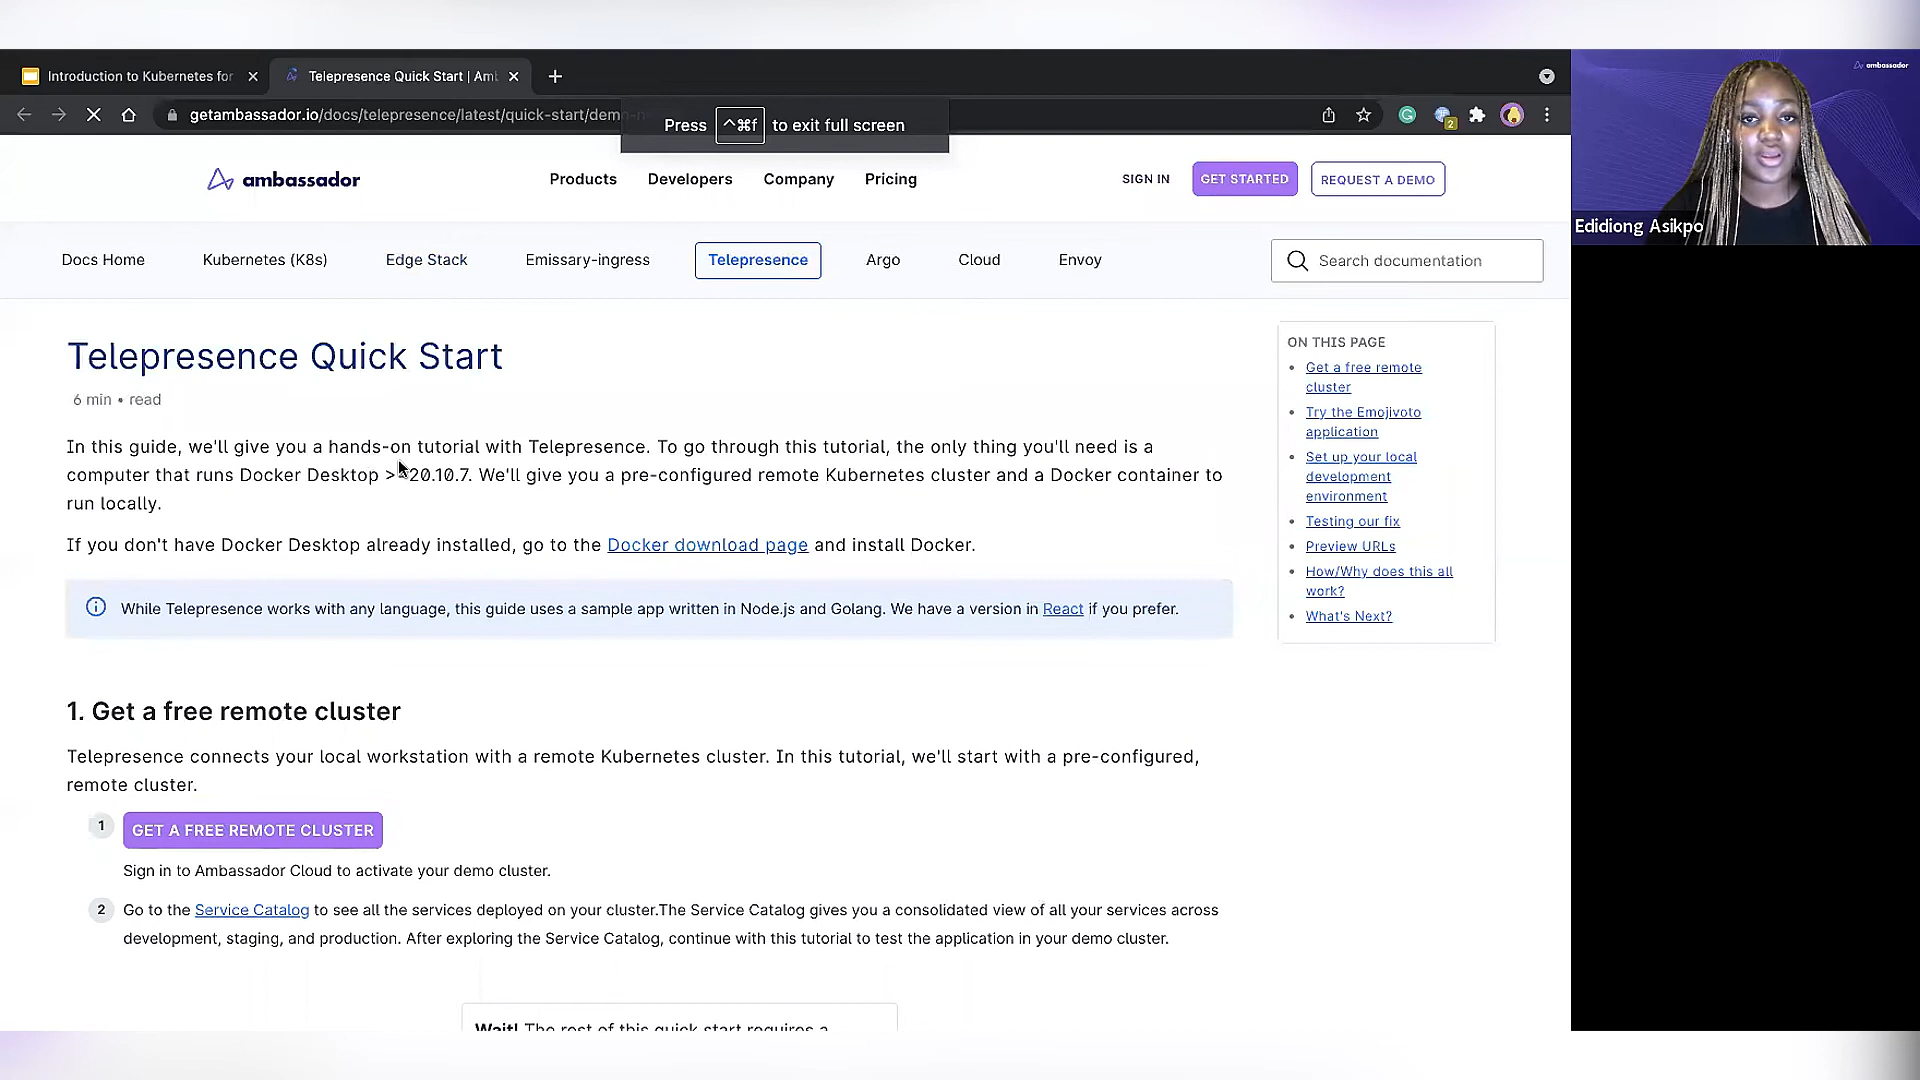 Introduction to Kubernetes for
Telepresence Quick Start | Amb
getambassador.io/docs/telepresence/latest/quick-start/demo-n
Press ^⌘f to exit full screen
2
ambassador
Products Developers Company Pricing
SIGN IN GET STARTED REQUEST A DEMO
Docs Home Kubernetes (K8s) Edge Stack Emissary-ingress Telepresence Argo Cloud Envoy Search documentation
Telepresence Quick Start
6 min • read
In this guide, we'll give you a hands-on tutorial with Telepresence. To go through this tutorial, the only thing you'll need is a
computer that runs Docker Desktop > 20.10.7. We'll give you a pre-configured remote Kubernetes cluster and a Docker container to
run locally.
If you don't have Docker Desktop already installed, go to the Docker download page and install Docker.
While Telepresence works with any language, this guide uses a sample app written in Node.js and Golang. We have a version in React if you prefer.
1. Get a free remote cluster
Telepresence connects your local workstation with a remote Kubernetes cluster. In this tutorial, we'll start with a pre-configured,
remote cluster.
1 GET A FREE REMOTE CLUSTER
Sign in to Ambassador Cloud to activate your demo cluster.
2 Go to the Service Catalog to see all the services deployed on your cluster.The Service Catalog gives you a consolidated view of all your services across
development, staging, and production. After exploring the Service Catalog, continue with this tutorial to test the application in your demo cluster.
Wait! The rest of this quick start requires a
ON THIS PAGE
• Get a free remote
cluster
• Try the Emojivoto
application
• Set up your local
development
environment
• Testing our fix
• Preview URLs
• How/Why does this all
work?
• What's Next?
ambassador
Edidiong Asikpo